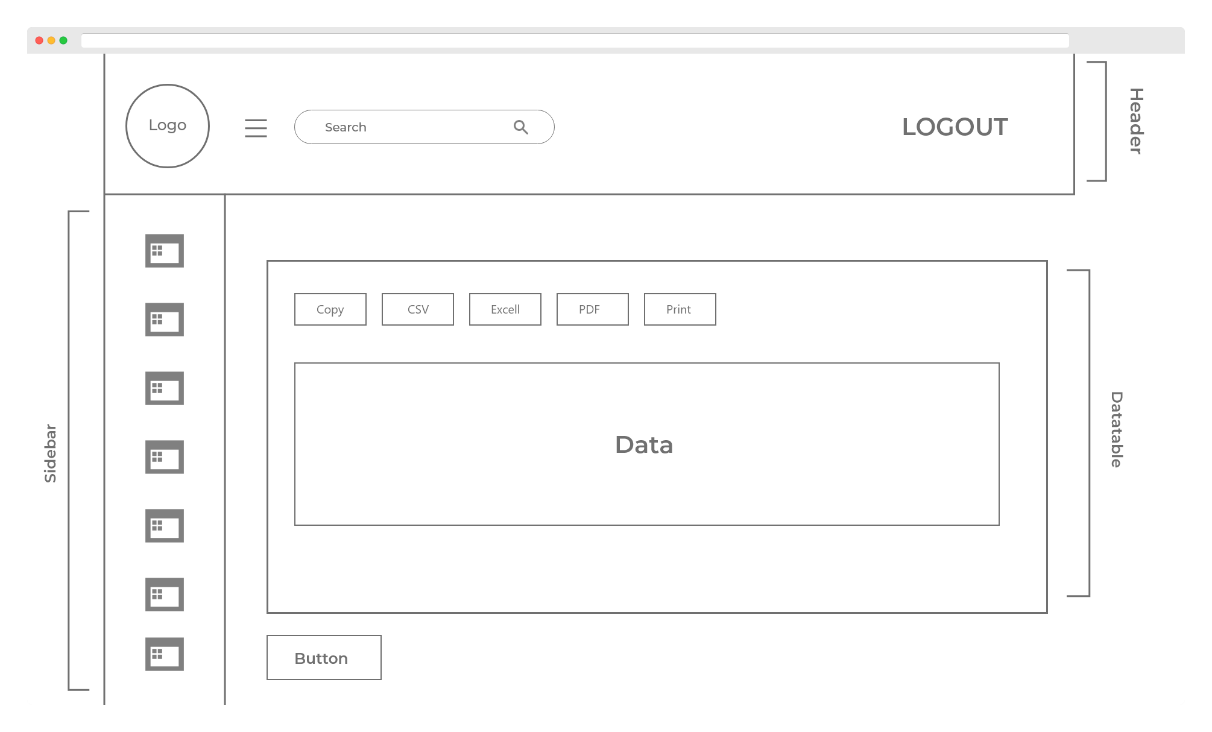 Logo
Search
LOGOUT
Header
Sidebar
Copy
CSV
Excell
PDF
Print
Data
Datatable
Button